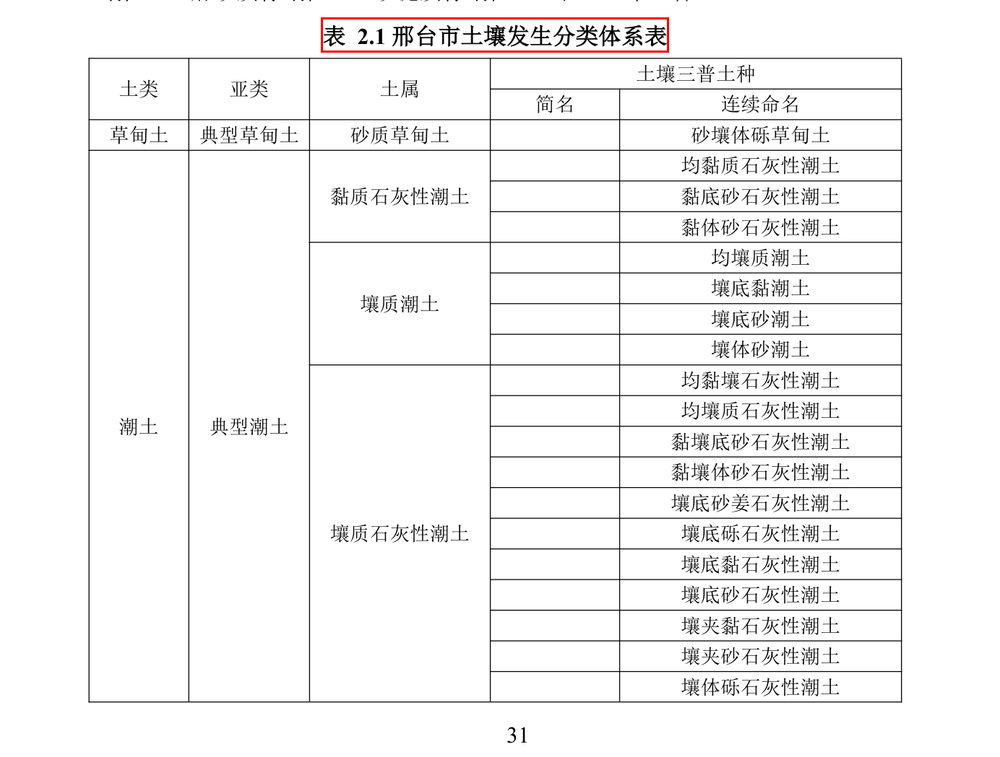 表 2.1 邢台市土壤发生分类体系表
土类 亚类 土属 土壤三普土种
简名 连续命名
草甸土 典型草甸土 砂质草甸土 砂壤体砾草甸土
潮土 典型潮土 黏质石灰性潮土 均黏质石灰性潮土
黏底砂石灰性潮土
黏体砂石灰性潮土
壤质潮土 均壤质潮土
壤底黏潮土
壤底砂潮土
壤体砂潮土
壤质石灰性潮土 均黏壤石灰性潮土
均壤质石灰性潮土
黏壤底砂石灰性潮土
黏壤体砂石灰性潮土
壤底砂姜石灰性潮土
壤底砾石灰性潮土
壤底黏石灰性潮土
壤底砂石灰性潮土
壤夹黏石灰性潮土
壤夹砂石灰性潮土
壤体砾石灰性潮土
31